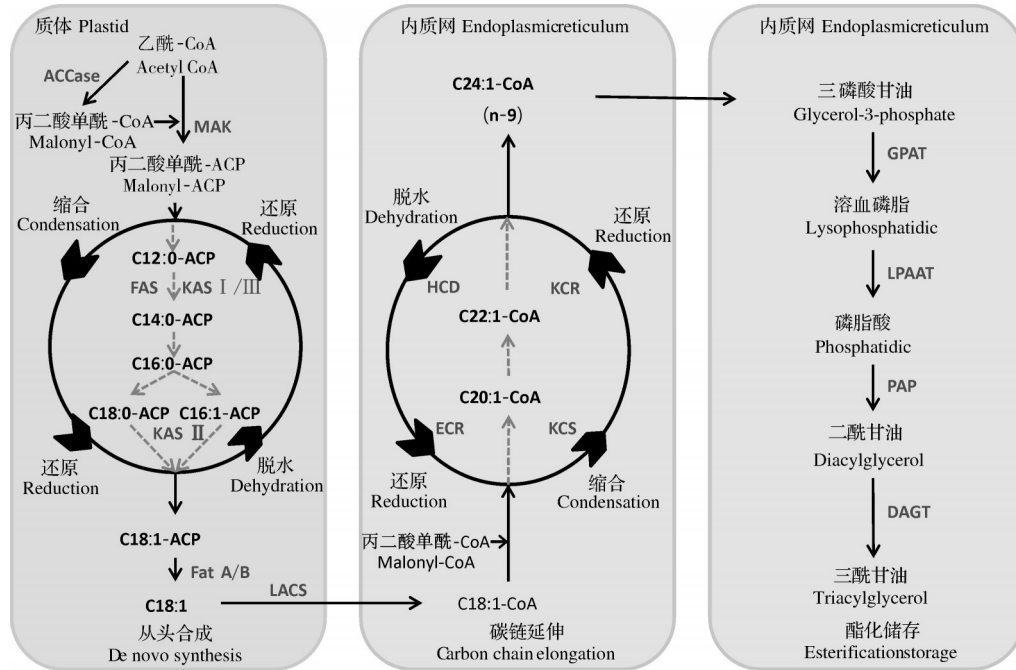 质体 Plastid
乙酰-CoA
Acetyl CoA
ACCase
丙二酸单酰-CoA
Malonyl-CoA
MAK
丙二酸单酰-ACP
Malonyl-ACP
缩合
Condensation
还原
Reduction
C12:0-ACP
FAS KAS Ⅰ/Ⅲ
C14:0-ACP
C16:0-ACP
C18:0-ACP C16:1-ACP
KAS Ⅱ
还原
Reduction
脱水
Dehydration
C18:1-ACP
Fat A/B
C18:1
LACS
从头合成
De novo synthesis
内质网 Endoplasmicreticulum
C24:1-CoA
(n-9)
脱水
Dehydration
还原
Reduction
HCD KCR
C22:1-CoA
C20:1-CoA
ECR KCS
还原
Reduction
缩合
Condensation
丙二酸单酰-CoA
Malonyl-CoA
C18:1-CoA
碳链延伸
Carbon chain elongation
内质网 Endoplasmicreticulum
三磷酸甘油
Glycerol-3-phosphate
GPAT
溶血磷脂
Lysophosphatidic
LPAAT
磷脂酸
Phosphatidic
PAP
二酰甘油
Diacylglycerol
DAGT
三酰甘油
Triacylglycerol
酯化储存
Esterificationstorage